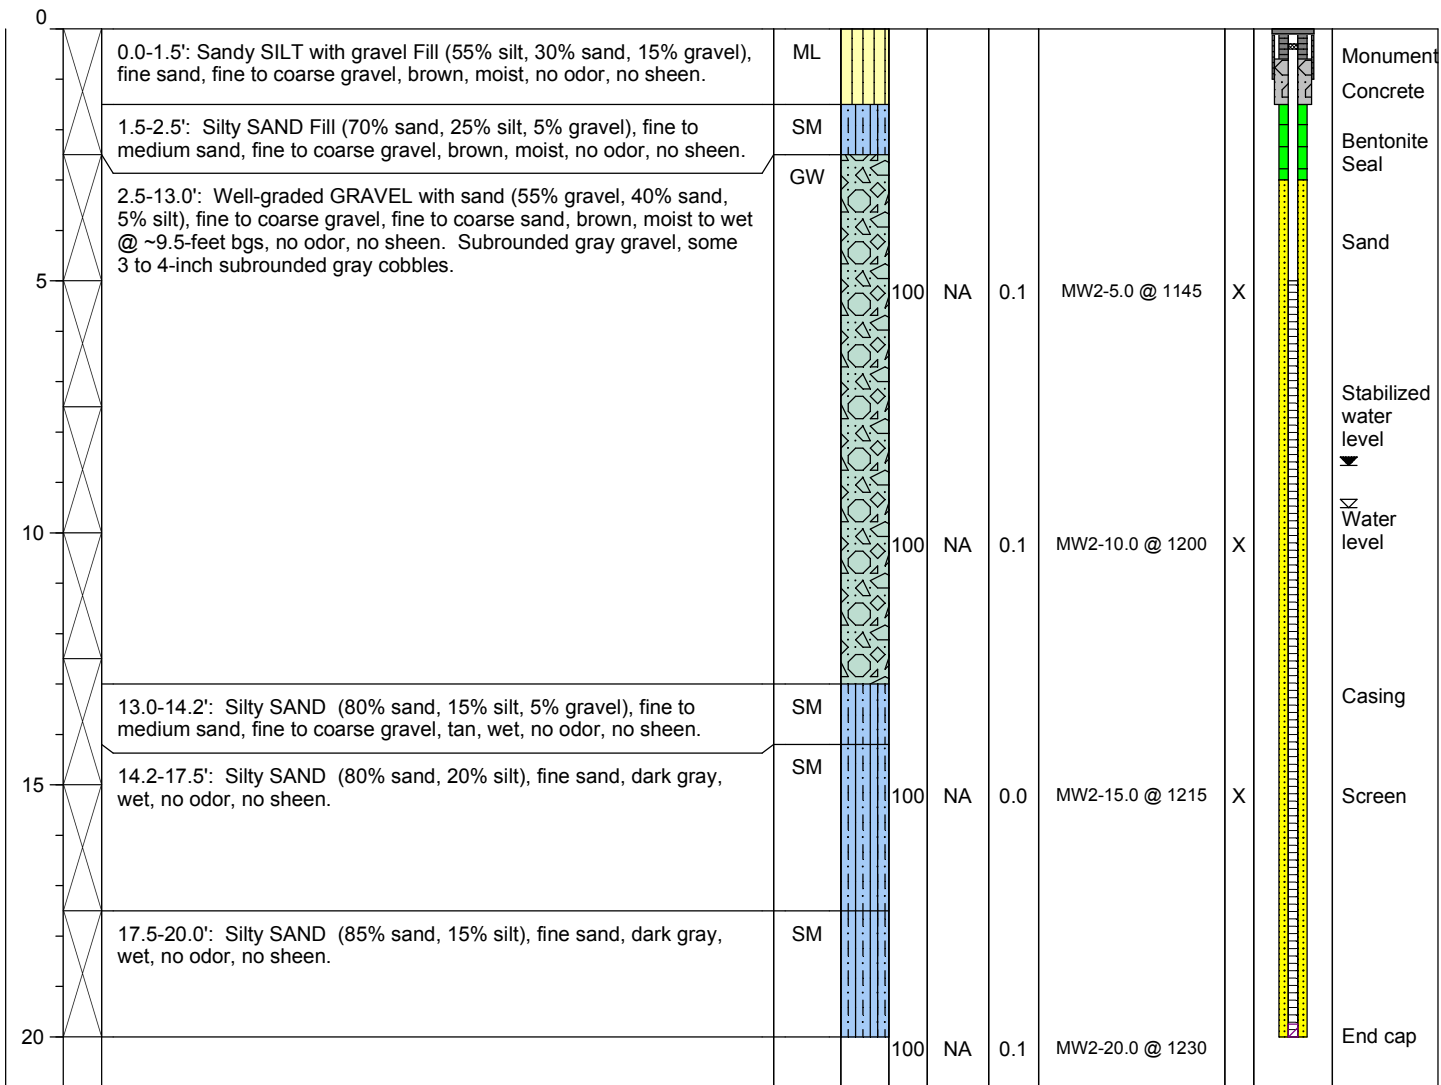 0
0.0-1.5': Sandy SILT with gravel Fill (55% silt, 30% sand, 15% gravel),
fine sand, fine to coarse gravel, brown, moist, no odor, no sheen.
ML
Monument
Concrete
1.5-2.5':  Silty SAND Fill (70% sand, 25% silt, 5% gravel), fine to
medium sand, fine to coarse gravel, brown, moist, no odor, no sheen.
SM
Bentonite
Seal
2.5-13.0':  Well-graded GRAVEL with sand (55% gravel, 40% sand,
5% silt), fine to coarse gravel, fine to coarse sand, brown, moist to wet
@ ~9.5-feet bgs, no odor, no sheen.  Subrounded gray gravel, some
3 to 4-inch subrounded gray cobbles.
GW
Sand
5
100 NA 0.1 MW2-5.0 @ 1145 X
Stabilized
water
level
Water
level
10
100 NA 0.1 MW2-10.0 @ 1200 X
13.0-14.2':  Silty SAND  (80% sand, 15% silt, 5% gravel), fine to
medium sand, fine to coarse gravel, tan, wet, no odor, no sheen.
SM
Casing
14.2-17.5':  Silty SAND  (80% sand, 20% silt), fine sand, dark gray,
wet, no odor, no sheen.
SM
15
100 NA 0.0 MW2-15.0 @ 1215 X
Screen
17.5-20.0':  Silty SAND  (85% sand, 15% silt), fine sand, dark gray,
wet, no odor, no sheen.
SM
20
100 NA 0.1 MW2-20.0 @ 1230
End cap